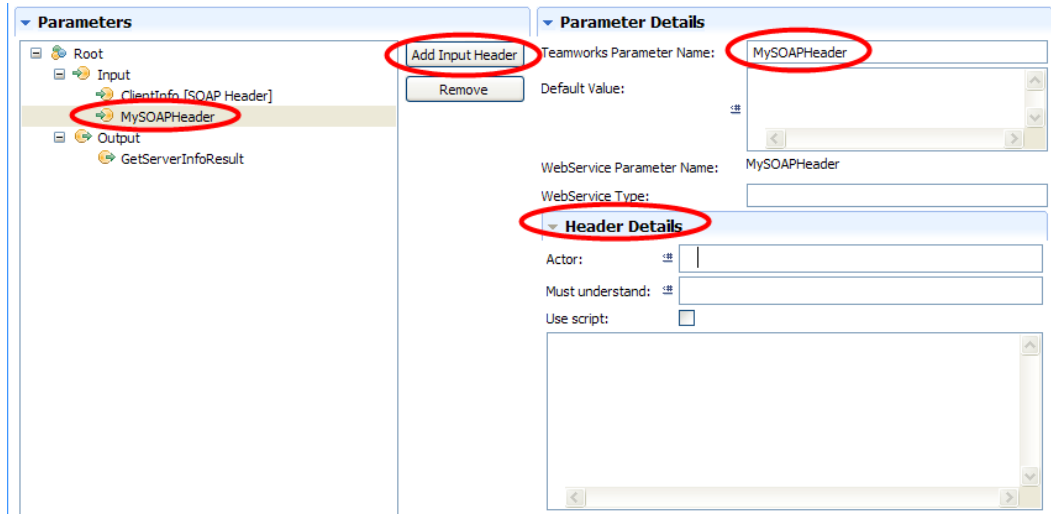 Parameters
Root
Input
ClientInfo [SOAP Header]
MySOAPHeader
Output
GetServerInfoResult
Add Input Header
Remove
Parameter Details
Teamworks Parameter Name: MySOAPHeader
Default Value:
WebService Parameter Name: MySOAPHeader
WebService Type:
Header Details
Actor:
Must understand:
Use script: